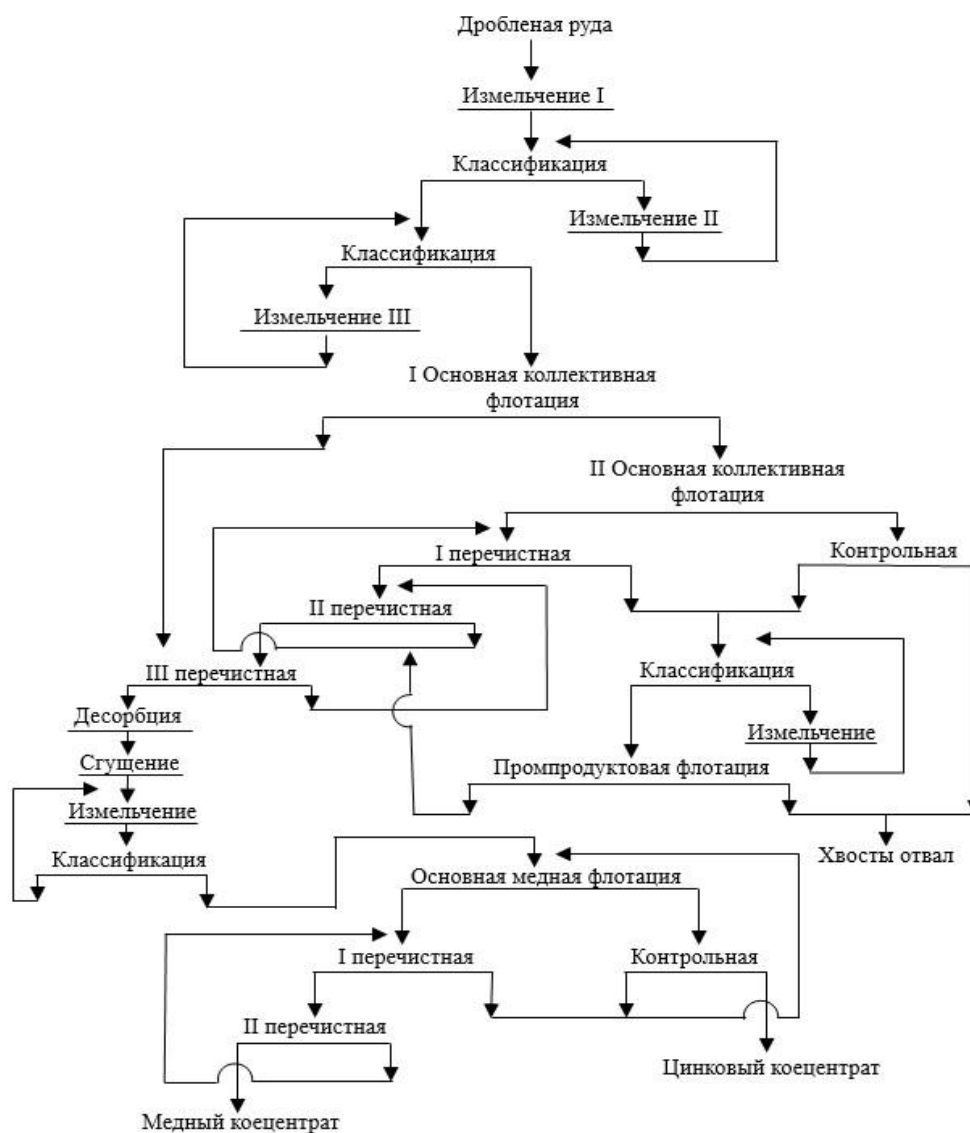 Дробленая руда
Измельчение I
Классификация
Измельчение II
Классификация
Измельчение III
I Основная коллективная
флотация
II Основная коллективная
флотация
I перечистная
Контрольная
II перечистная
III перечистная
Классификация
Десорбция
Измельчение
Сгущение
Промпродуктовая флотация
Измельчение
Хвосты отвал
Классификация
Основная медная флотация
I перечистная
Контрольная
II перечистная
Цинковый коецентрат
Медный коецентрат